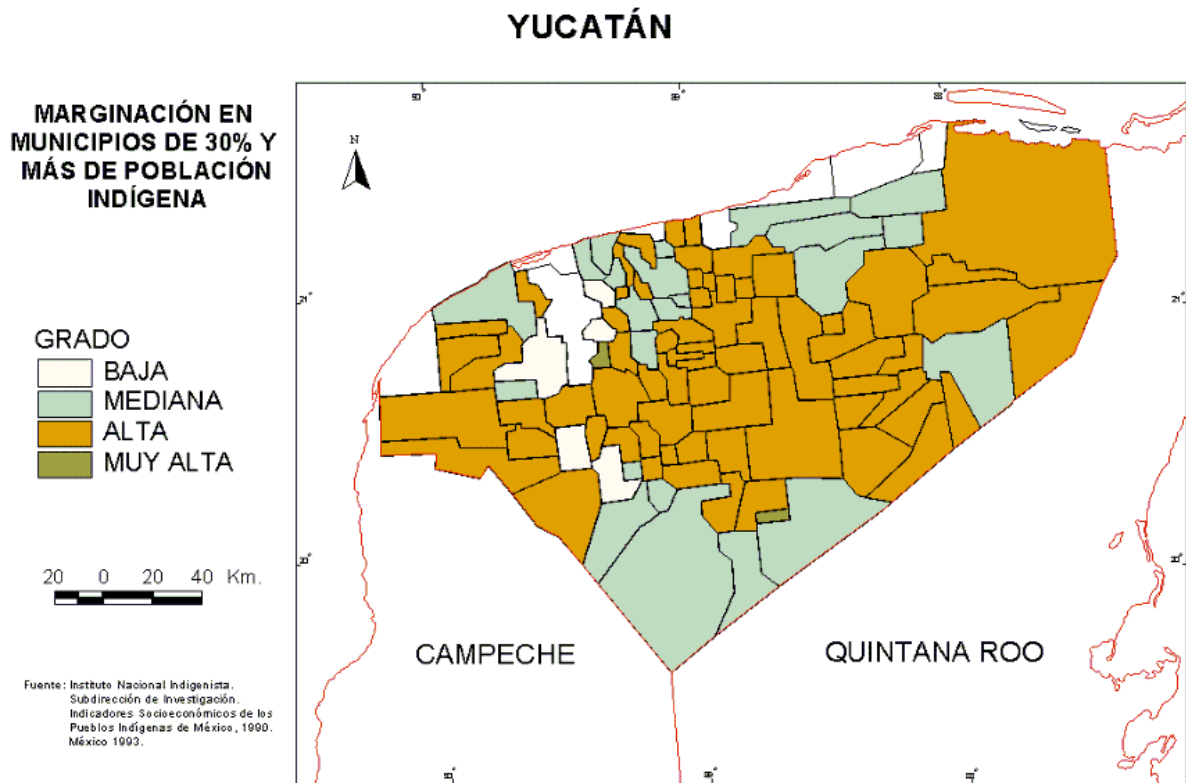 YUCATÁN
MARGINACIÓN EN
MUNICIPIOS DE 30% Y
MÁS DE POBLACIÓN
INDÍGENA
N
GRADO
BAJA
MEDIANA
ALTA
MUY ALTA
20 0 20 40 Km.
CAMPECHE
QUINTANA ROO
Fuente: Instituto Nacional Indigenista.
Subdirección de Investigación.
Indicadores Socioeconómicos de los
Pueblos Indígenas de México, 1990.
México 1993.